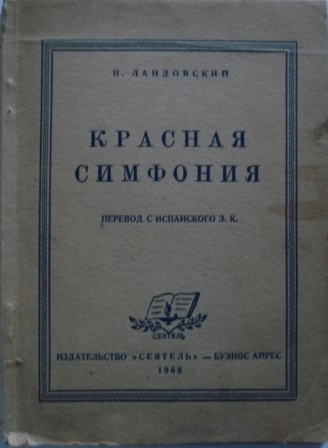 И. ЛАНДОВСКИЙ
КРАСНАЯ
СИМФОНИЯ
ПЕРЕВОД С ИСПАНСКОГО З. К.
СЕЯТЕЛЬ
ИЗДАТЕЛЬСТВО «СЕЯТЕЛЬ» — БУЭНОС АЙРЕС
1968